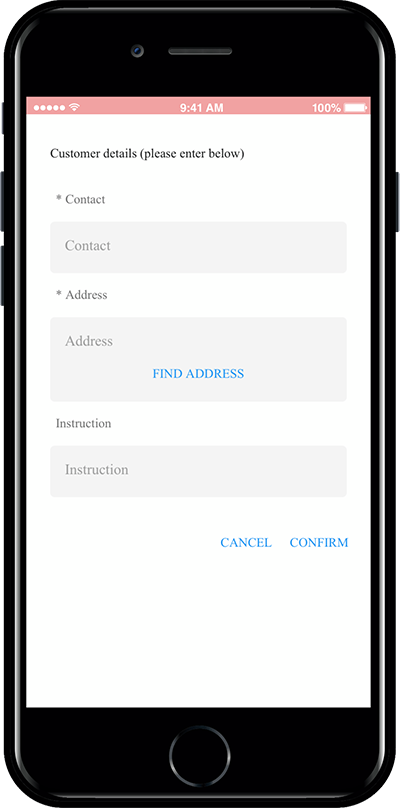 9:41 AM 100%
Customer details (please enter below)
* Contact
Contact
* Address
Address
FIND ADDRESS
Instruction
Instruction
CANCEL CONFIRM